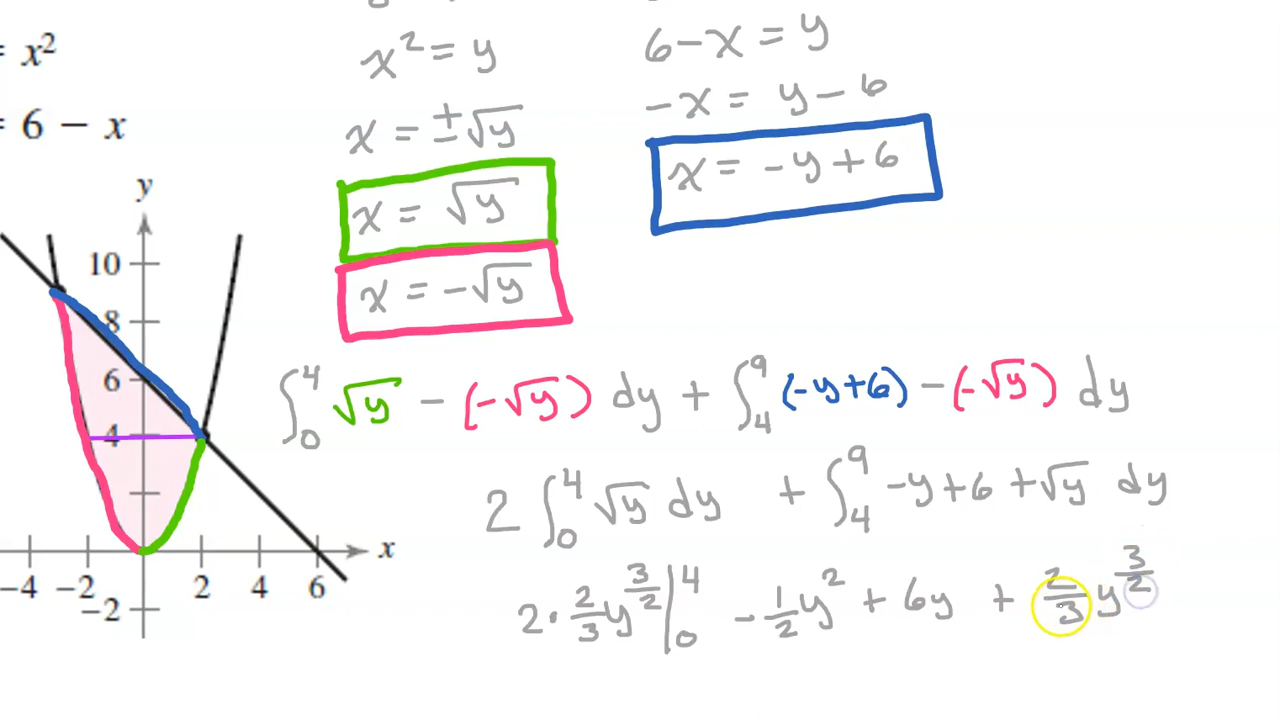 = x²
= 6 − x
x² = y
x = ±√y
x = √y
x = −√y
6 − x = y
−x = y − 6
x = −y + 6
y
10
8
6
4
−2
−4 −2 2 4 6 x
∫₀⁴ √y − (−√y) dy + ∫₄⁹ (−y+6) − (−√y) dy
2 ∫₀⁴ √y dy + ∫₄⁹ −y + 6 + √y dy
2 · 2/3 y^(3/2) |₀⁴ − 1/2 y² + 6y + 2/3 y^(3/2)